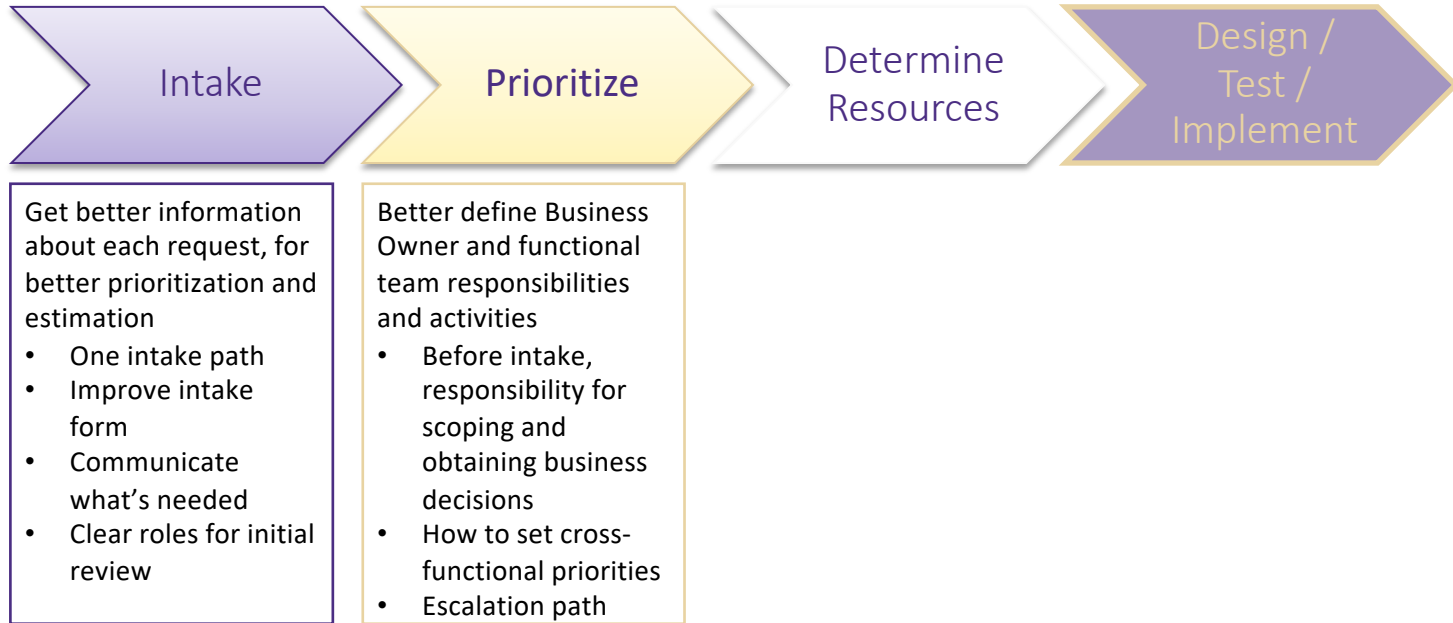 Intake
Prioritize
Determine
Resources
Design /
Test /
Implement
Get better information
about each request, for
better prioritization and
estimation
• One intake path
• Improve intake
form
• Communicate
what’s needed
• Clear roles for initial
review
Better define Business
Owner and functional
team responsibilities
and activities
• Before intake,
responsibility for
scoping and
obtaining business
decisions
• How to set cross-
functional priorities
• Escalation path